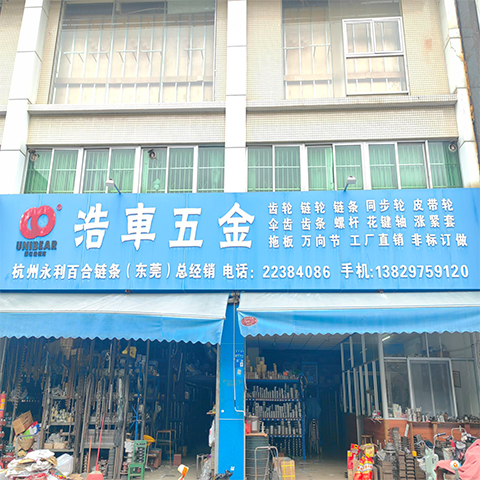 UNIBEAR
浩車五金
齿轮 链轮 链条 同步轮 皮带轮
伞齿 齿条 螺杆 花键轴 涨紧套
拖板 万向节 工厂直销 非标订做
杭州永利百合链条（东莞）总经销 电话：22384086 手机:13829759120